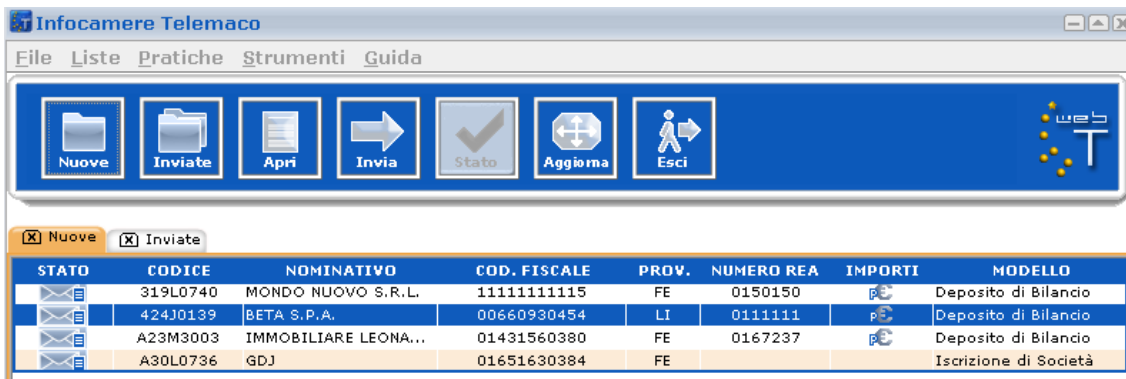 Infocamere Telemaco
File Liste Pratiche Strumenti Guida
Nuove Inviate Apri Invia Stato Aggiorna Esci
web T
Nuove Inviate
STATO CODICE NOMINATIVO COD. FISCALE PROV. NUMERO REA IMPORTI MODELLO
319L0740 MONDO NUOVO S.R.L. 11111111115 FE 0150150 P€ Deposito di Bilancio
424J0139 BETA S.P.A. 00660930454 LI 0111111 P€ Deposito di Bilancio
A23M3003 IMMOBILIARE LEONA... 01431560380 FE 0167237 P€ Deposito di Bilancio
A30L0736 GDJ 01651630384 FE Iscrizione di Società